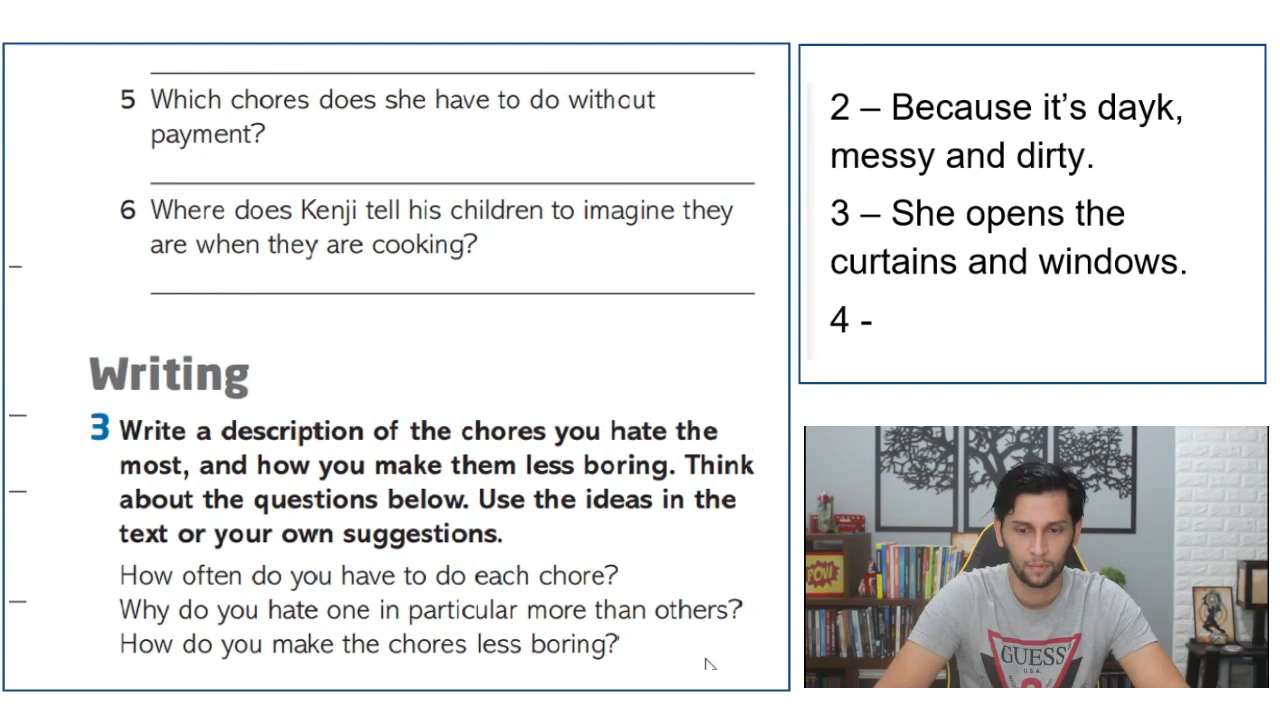 5 Which chores does she have to do without
payment?
6 Where does Kenji tell his children to imagine they
are when they are cooking?
Writing
3 Write a description of the chores you hate the
most, and how you make them less boring. Think
about the questions below. Use the ideas in the
text or your own suggestions.
How often do you have to do each chore?
Why do you hate one in particular more than others?
How do you make the chores less boring?
2 – Because it’s dayk,
messy and dirty.
3 – She opens the
curtains and windows.
4 -
POW
GUESS
U.S.A.